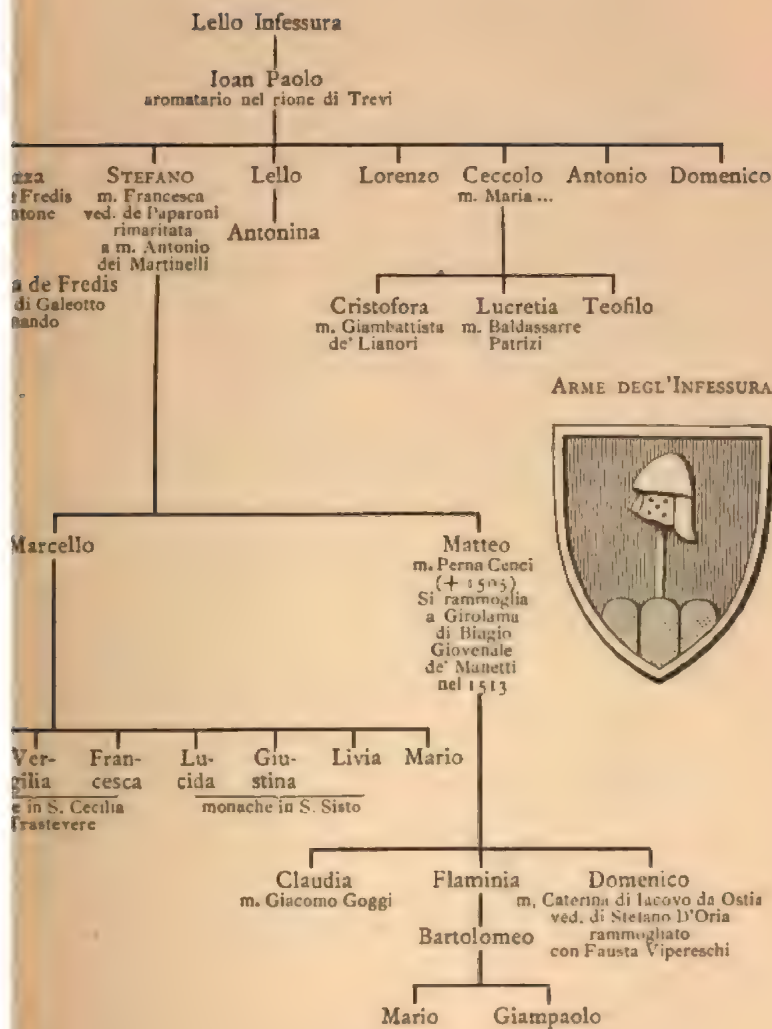 Lello Infessura
Ioan Paolo
aromatario nel rione di Trevi
STEFANO
m. Francesca
ved. de Paparoni
rimaritata
a m. Antonio
dei Martinelli
Lello
Antonina
Lorenzo
Ceccolo
m. Maria ...
Antonio
Domenico
Fredis
a de Fredis
di Galeotto
Cristofora
m. Giambattista
de' Lianori
Lucretia
m. Baldassarre
Patrizi
Teofilo
ARME DEGL'INFESSURA
Marcello
Matteo
m. Perna Cenci
(+ 1505)
Si rammoglia
a Girolama
di Biagio
Giovenale
de' Manetti
nel 1513
Ver-
gilia
Fran-
cesca
e in S. Cecilia
Trastevere
Lu-
cida
Giu-
stina
monache in S. Sisto
Livia
Mario
Claudia
m. Giacomo Goggi
Flaminia
Bartolomeo
Domenico
m. Caterina di Iacovo da Ostia
ved. di Stefano D'Oria
rammogliato
con Fausta Vipereschi
Mario
Giampaolo